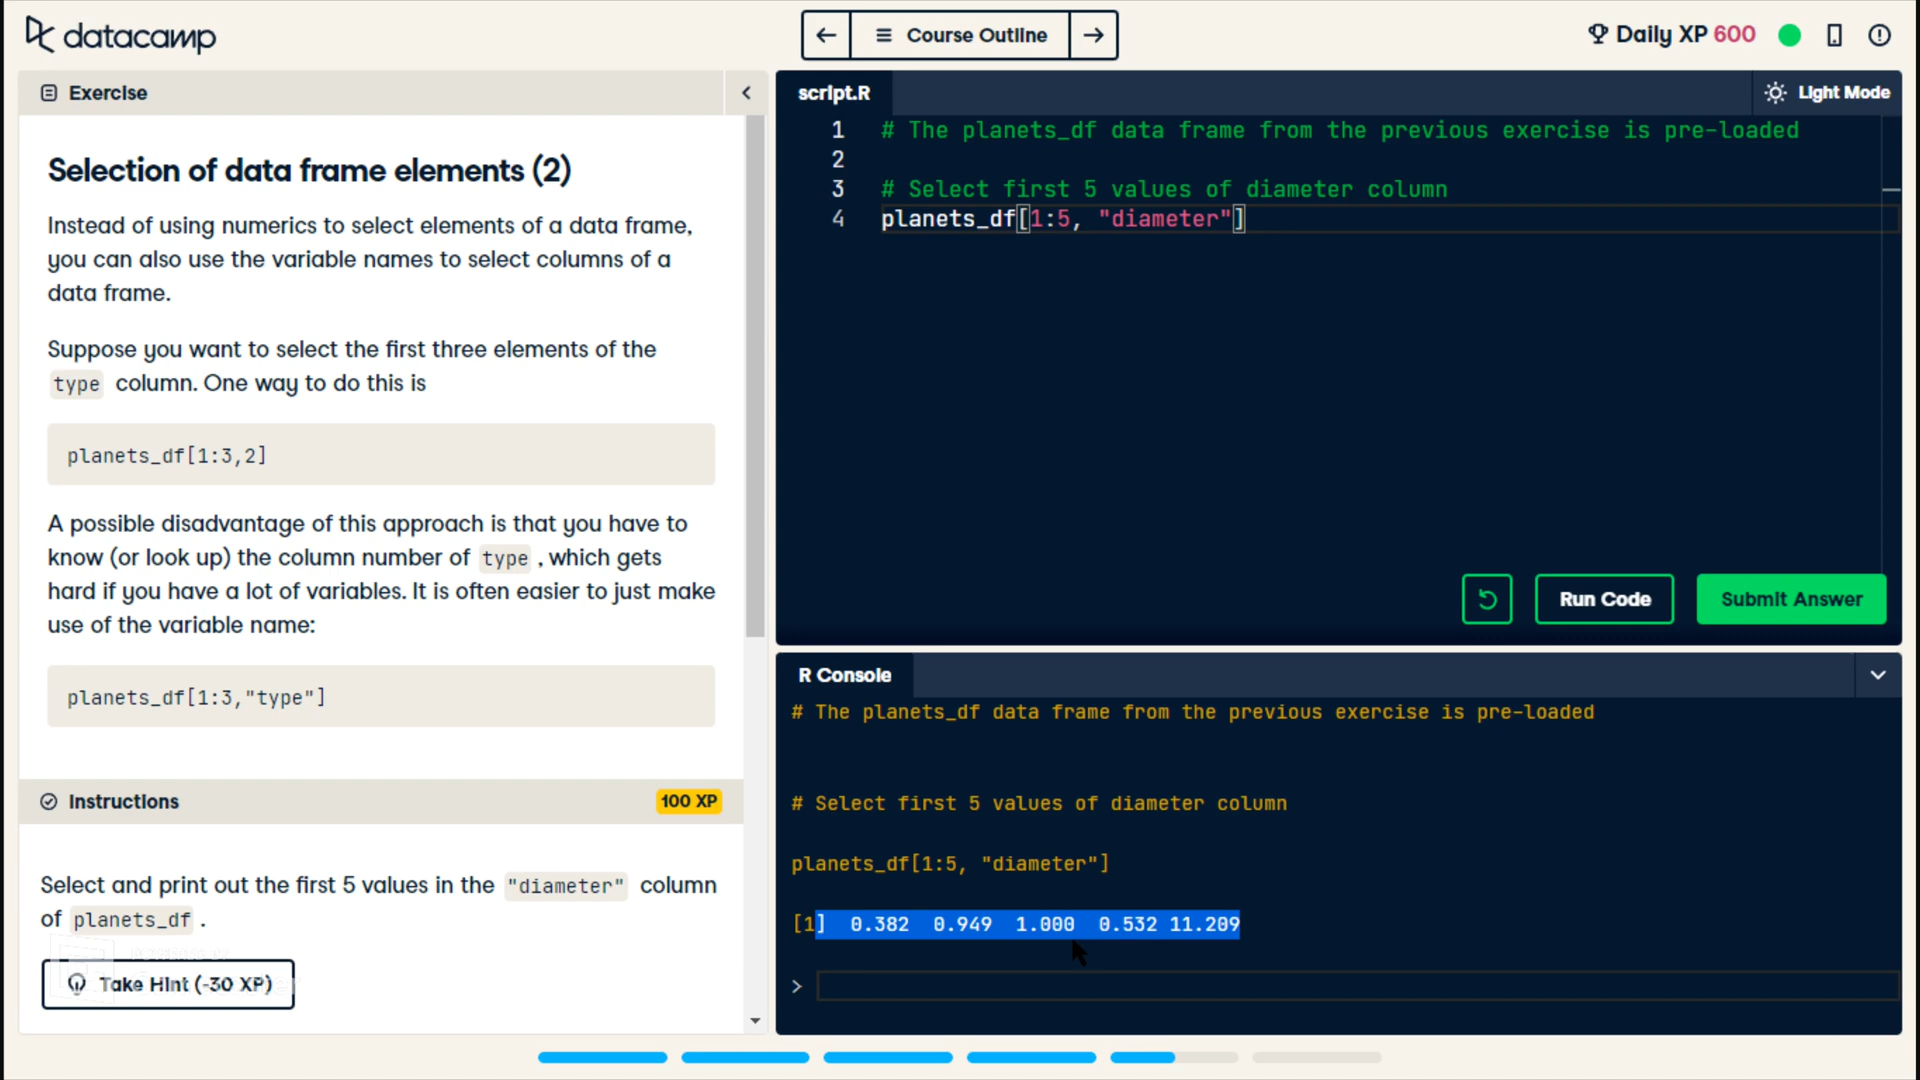 datacamp
Course Outline
Daily XP 600
Exercise
Selection of data frame elements (2)
Instead of using numerics to select elements of a data frame,
you can also use the variable names to select columns of a
data frame.
Suppose you want to select the first three elements of the
type column. One way to do this is
planets_df[1:3,2]
A possible disadvantage of this approach is that you have to
know (or look up) the column number of type , which gets
hard if you have a lot of variables. It is often easier to just make
use of the variable name:
planets_df[1:3,"type"]
Instructions
100 XP
Select and print out the first 5 values in the "diameter" column
of planets_df .
Take Hint (-30 XP)
script.R
Light Mode
1 # The planets_df data frame from the previous exercise is pre-loaded
2
3 # Select first 5 values of diameter column
4 planets_df[1:5, "diameter"]
Run Code
Submit Answer
R Console
# The planets_df data frame from the previous exercise is pre-loaded
# Select first 5 values of diameter column
planets_df[1:5, "diameter"]
[1] 0.382 0.949 1.000 0.532 11.209
>